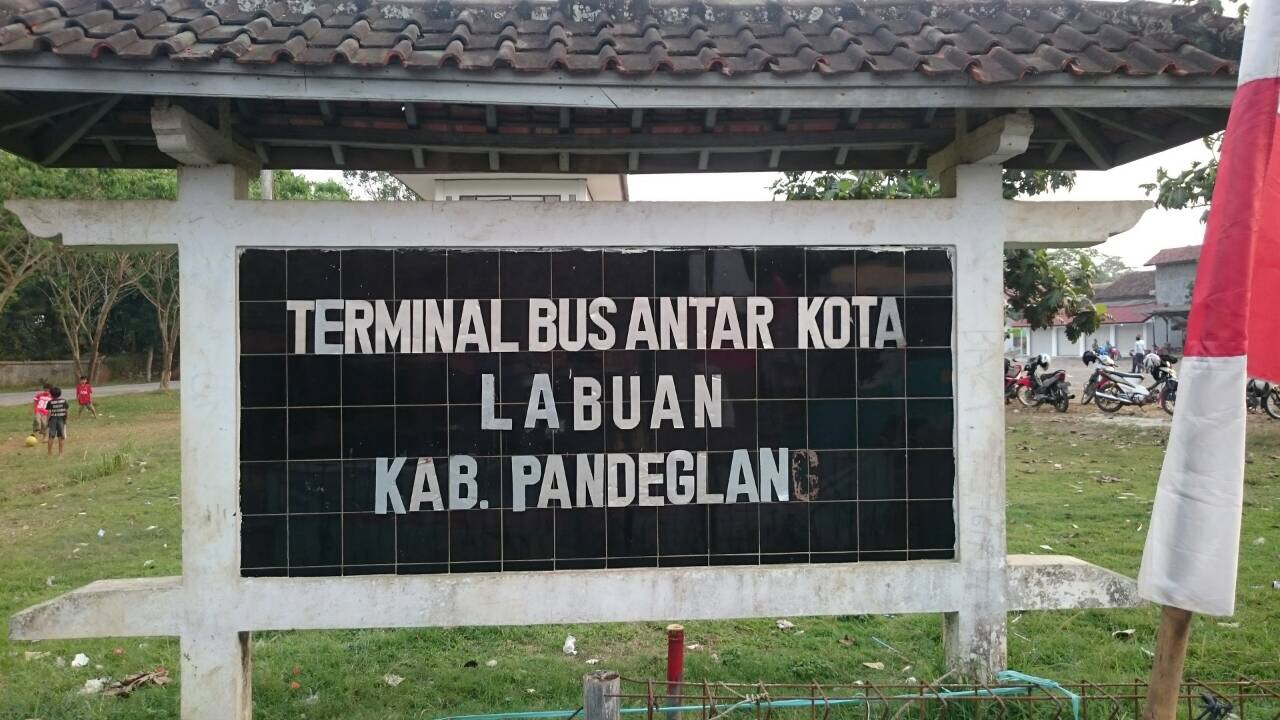 TERMINAL BUS ANTAR KOTA
LABUAN
KAB. PANDEGLANG